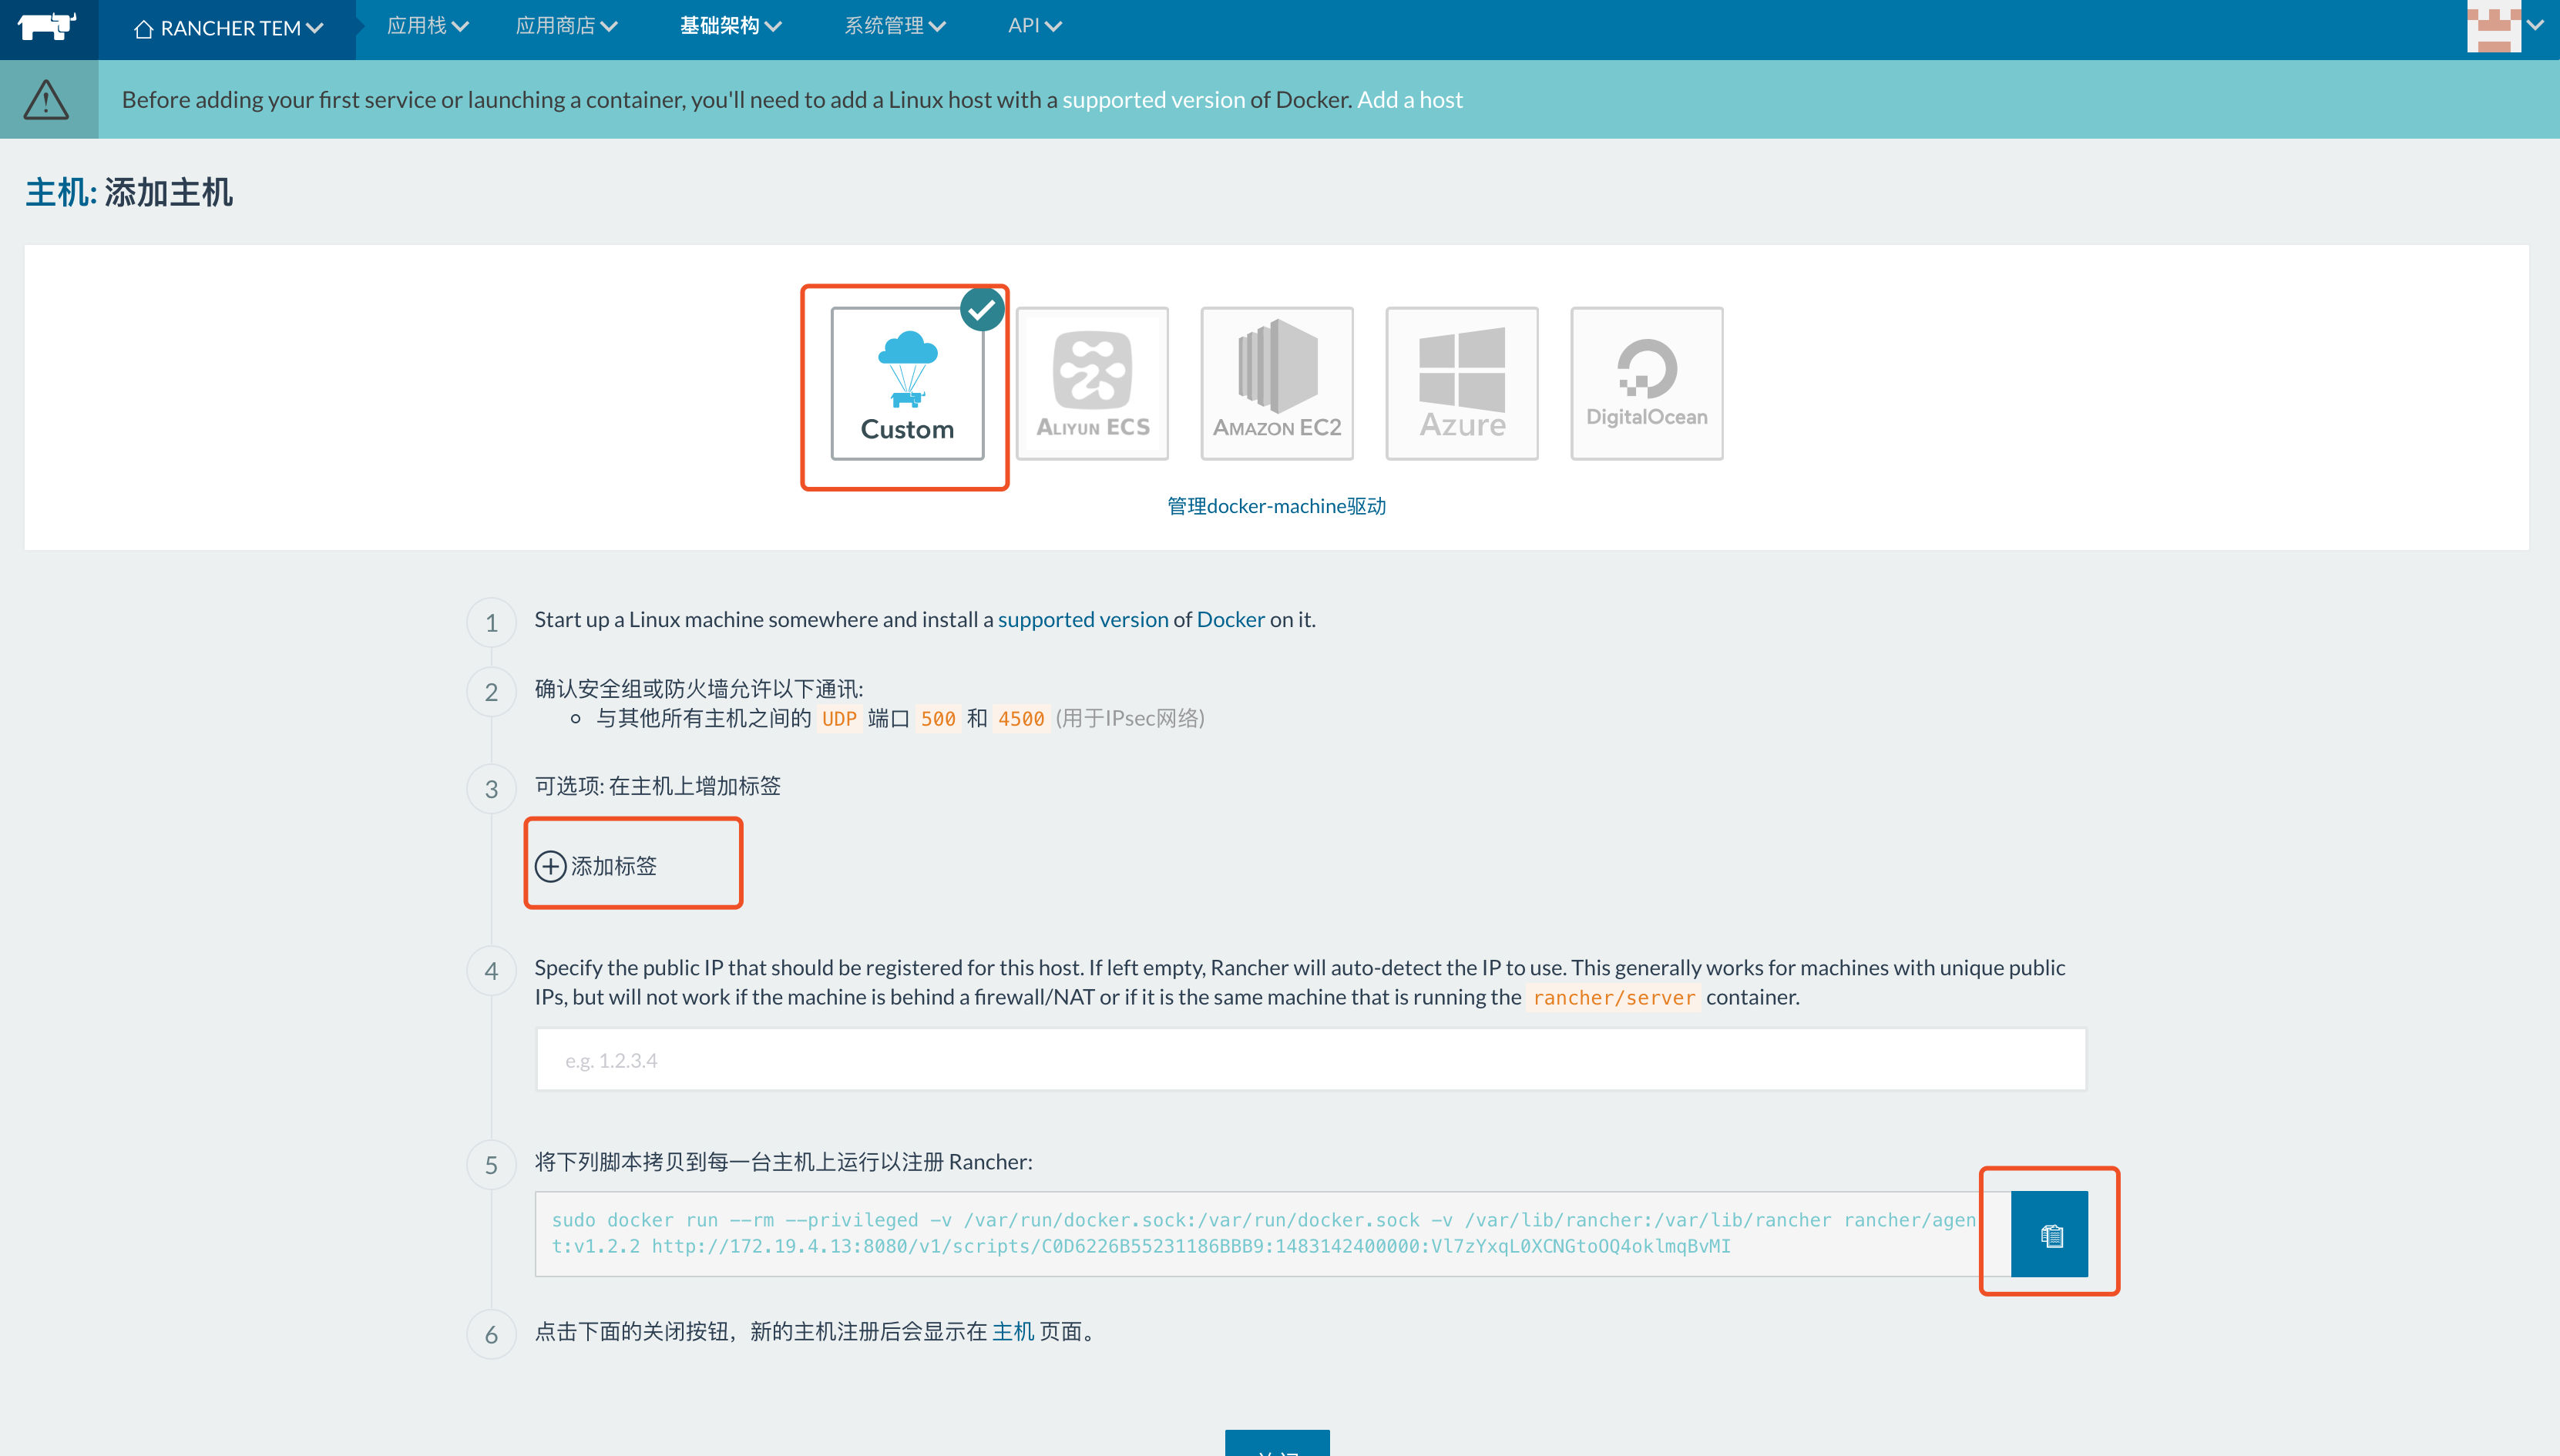 RANCHER TEM
应用栈
应用商店
基础架构
系统管理
API
Before adding your first service or launching a container, you'll need to add a Linux host with a supported version of Docker. Add a host
主机: 添加主机
Custom
ALIYUN ECS
AMAZON EC2
Azure
DigitalOcean
管理docker-machine驱动
1
Start up a Linux machine somewhere and install a supported version of Docker on it.
2
确认安全组或防火墙允许以下通讯:
与其他所有主机之间的 UDP 端口 500 和 4500 (用于IPsec网络)
3
可选项: 在主机上增加标签
添加标签
4
Specify the public IP that should be registered for this host. If left empty, Rancher will auto-detect the IP to use. This generally works for machines with unique public
IPs, but will not work if the machine is behind a firewall/NAT or if it is the same machine that is running the rancher/server container.
e.g. 1.2.3.4
5
将下列脚本拷贝到每一台主机上运行以注册 Rancher:
sudo docker run --rm --privileged -v /var/run/docker.sock:/var/run/docker.sock -v /var/lib/rancher:/var/lib/rancher rancher/agen
t:v1.2.2 http://172.19.4.13:8080/v1/scripts/C0D6226B55231186BBB9:1483142400000:Vl7zYxqL0XCNGtoOQ4oklmqBvMI
6
点击下面的关闭按钮，新的主机注册后会显示在 主机 页面。